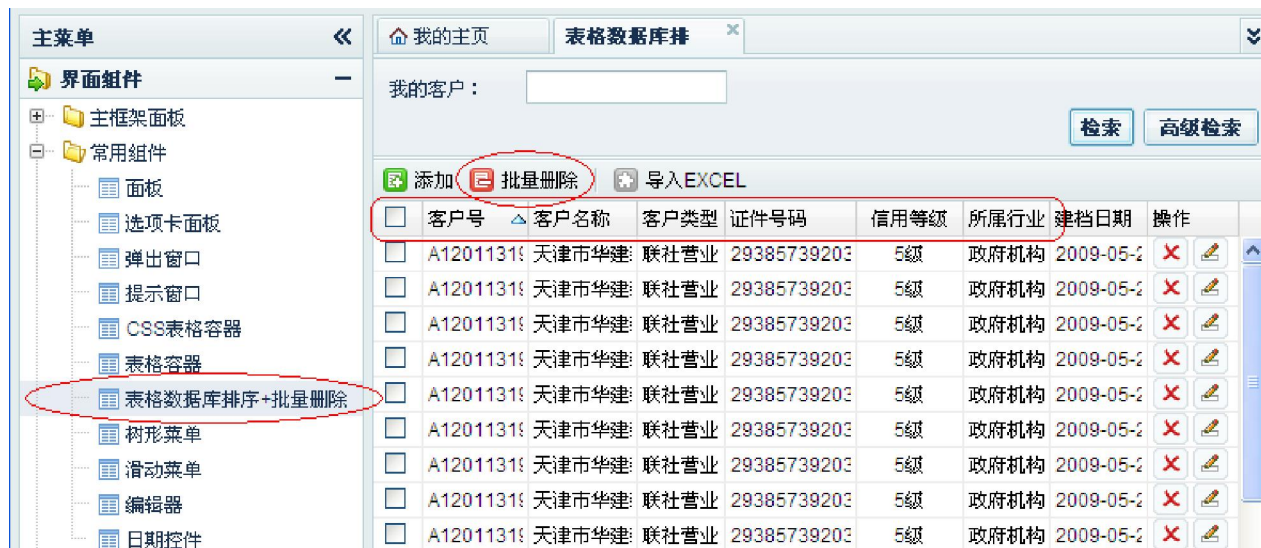 主菜单
界面组件
主框架面板
常用组件
面板
选项卡面板
弹出窗口
提示窗口
CSS表格容器
表格容器
表格数据库排序+批量删除
树形菜单
滑动菜单
编辑器
日期控件
我的主页 表格数据库排
我的客户：
检索 高级检索
添加 批量删除 导入EXCEL
客户号 客户名称 客户类型 证件号码 信用等级 所属行业 建档日期 操作
A12011319 天津市华建 联社营业 29385739203 5级 政府机构 2009-05-2
A12011319 天津市华建 联社营业 29385739203 5级 政府机构 2009-05-2
A12011319 天津市华建 联社营业 29385739203 5级 政府机构 2009-05-2
A12011319 天津市华建 联社营业 29385739203 5级 政府机构 2009-05-2
A12011319 天津市华建 联社营业 29385739203 5级 政府机构 2009-05-2
A12011319 天津市华建 联社营业 29385739203 5级 政府机构 2009-05-2
A12011319 天津市华建 联社营业 29385739203 5级 政府机构 2009-05-2
A12011319 天津市华建 联社营业 29385739203 5级 政府机构 2009-05-2
A12011319 天津市华建 联社营业 29385739203 5级 政府机构 2009-05-2